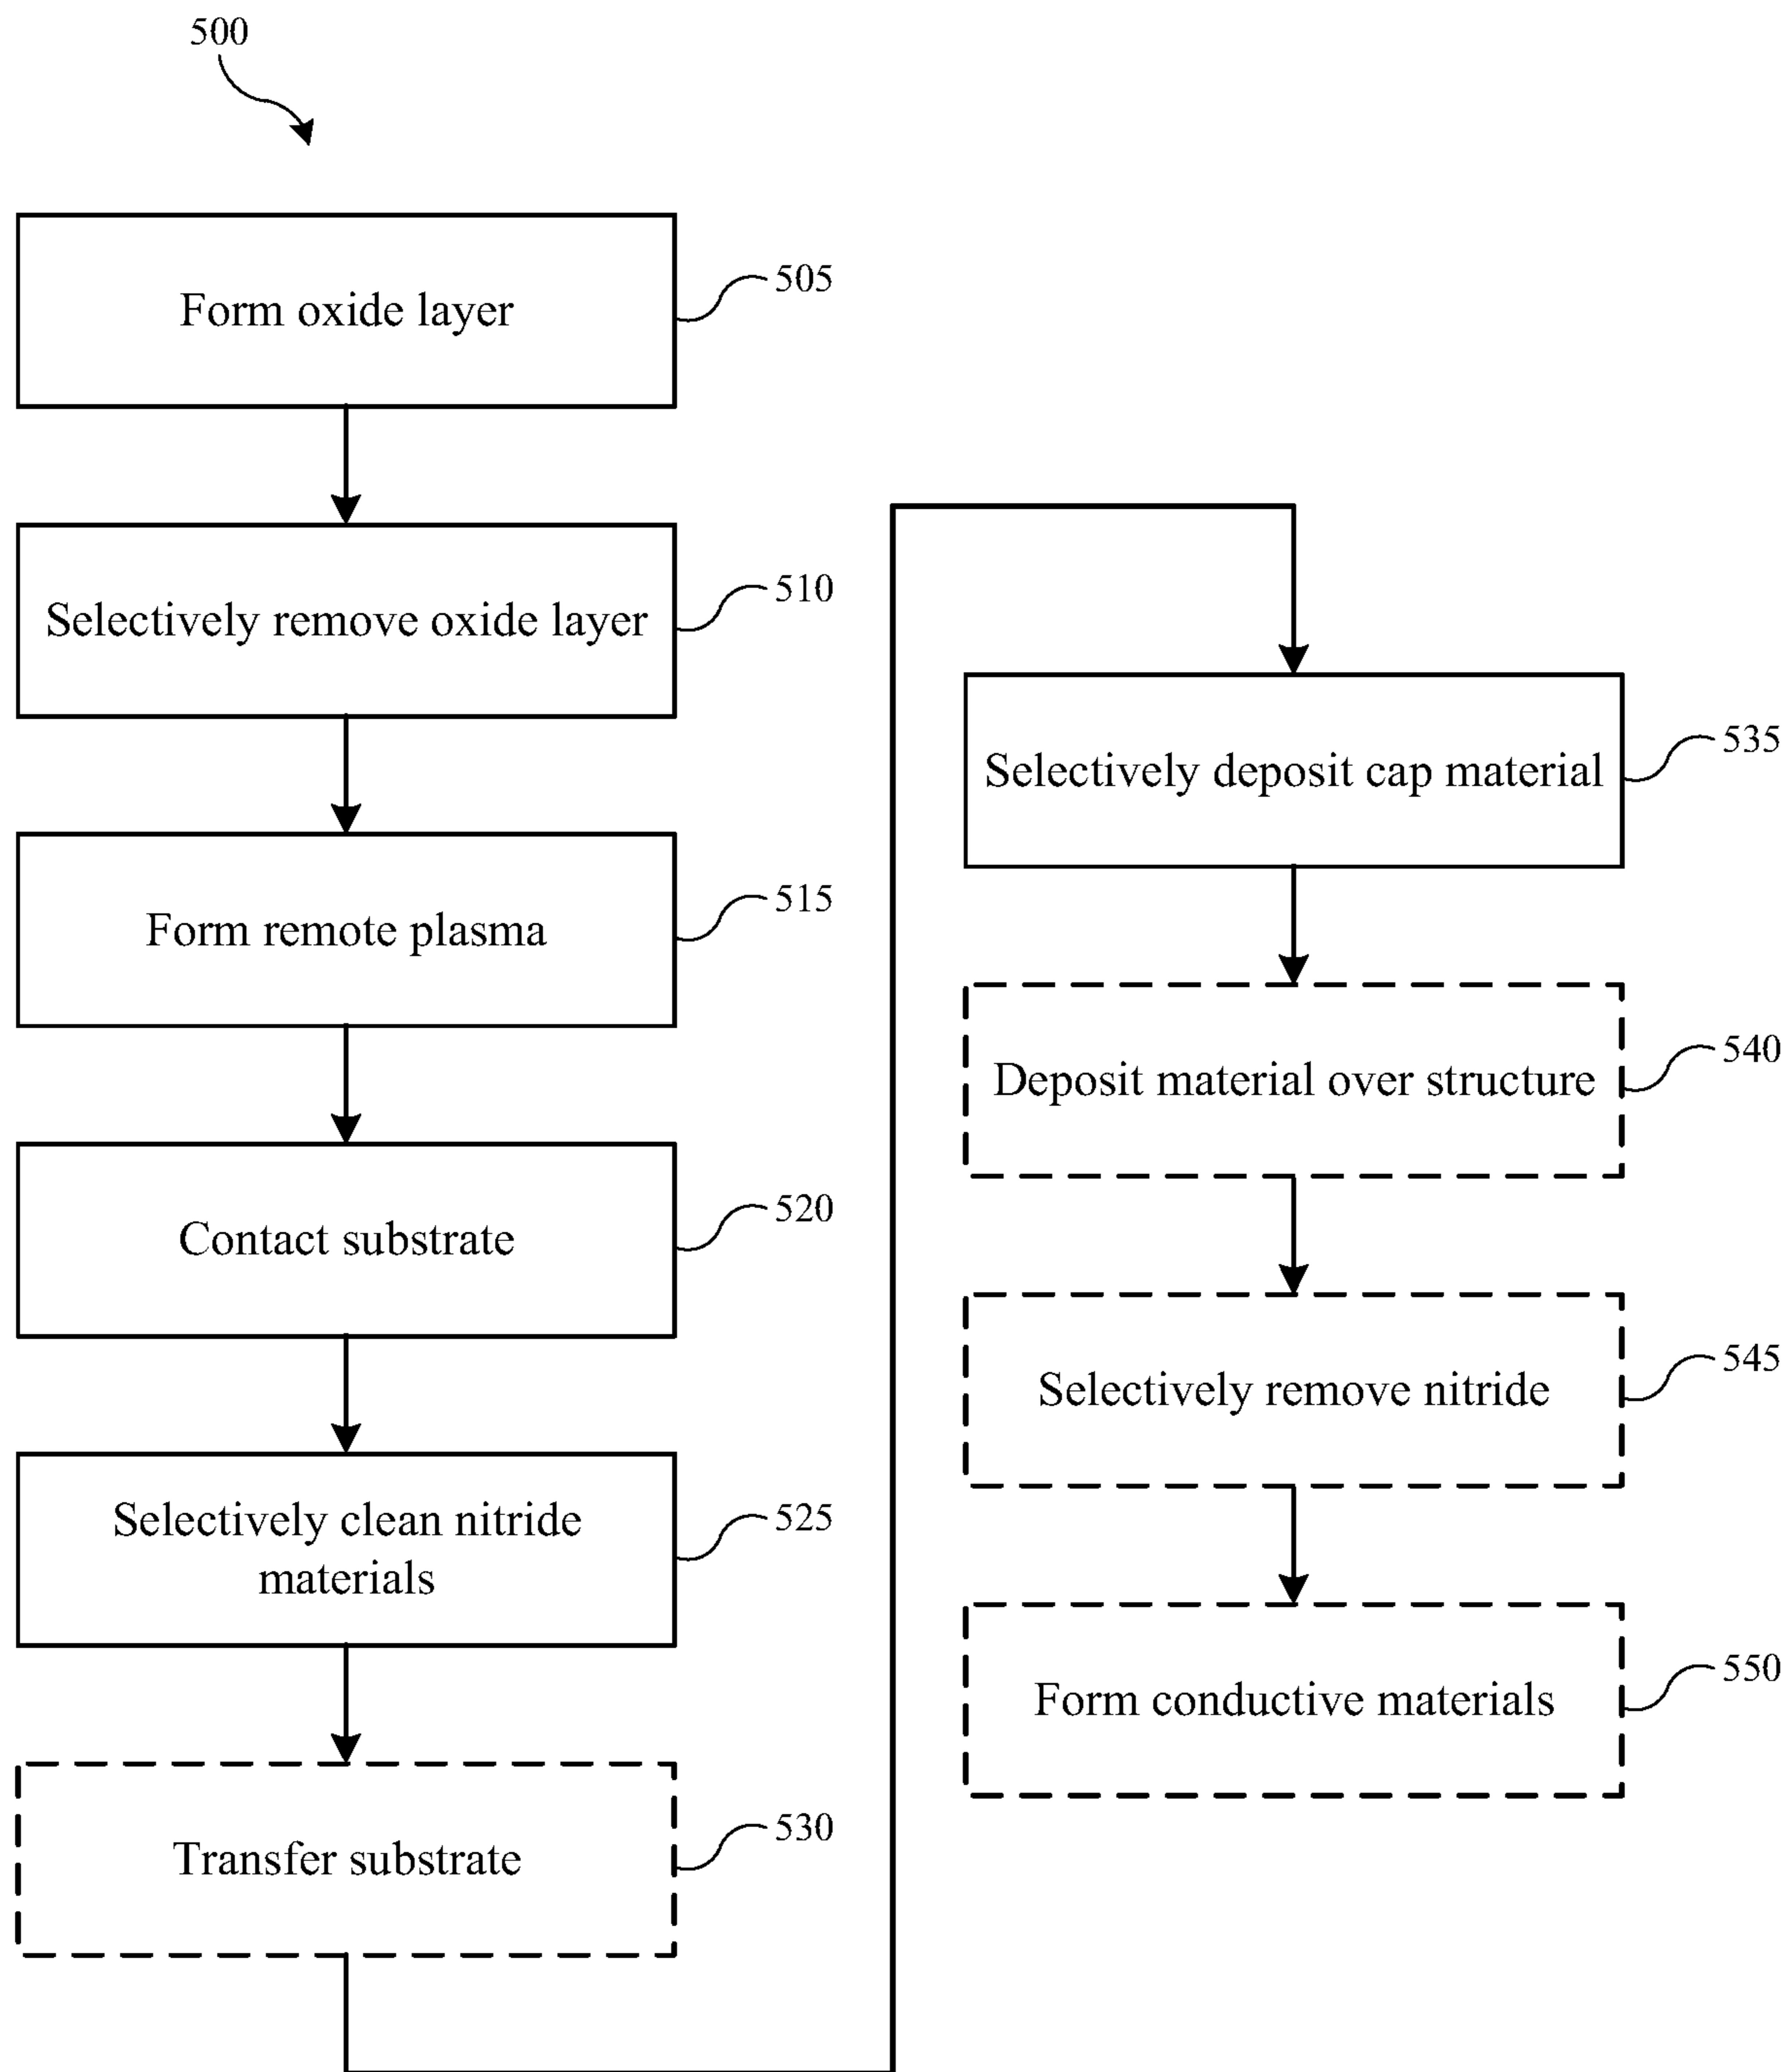 500
Form oxide layer
505
Selectively remove oxide layer
510
Form remote plasma
515
Contact substrate
520
Selectively clean nitride
materials
525
Transfer substrate
530
Selectively deposit cap material
535
Deposit material over structure
540
Selectively remove nitride
545
Form conductive materials
550